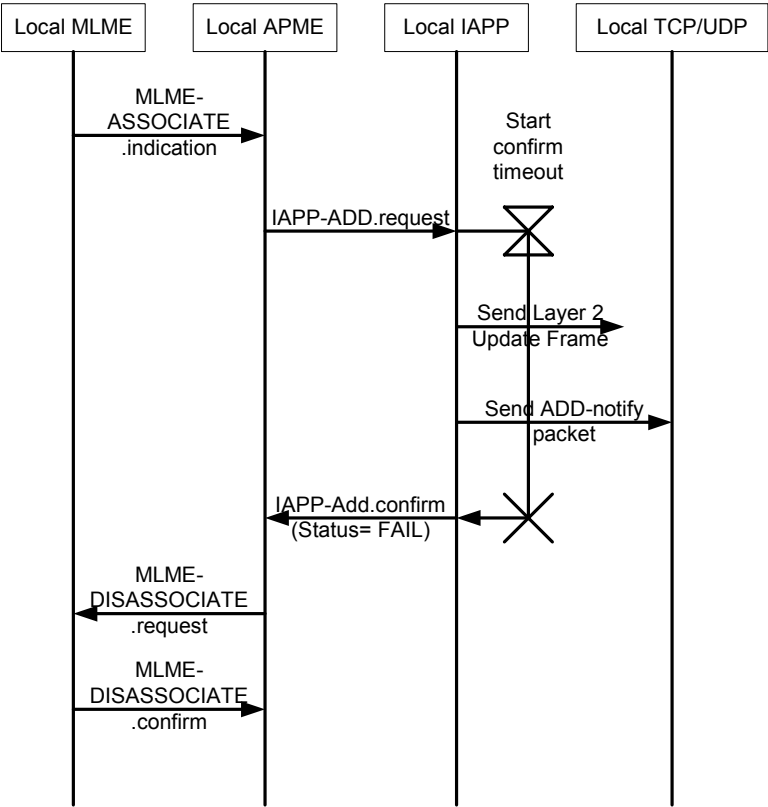 Local MLME
Local APME
Local IAPP
Local TCP/UDP
MLME-
ASSOCIATE
.indication
Start
confirm
timeout
IAPP-ADD.request
Send Layer 2
Update Frame
Send ADD-notify
packet
IAPP-Add.confirm
(Status= FAIL)
MLME-
DISASSOCIATE
.request
MLME-
DISASSOCIATE
.confirm